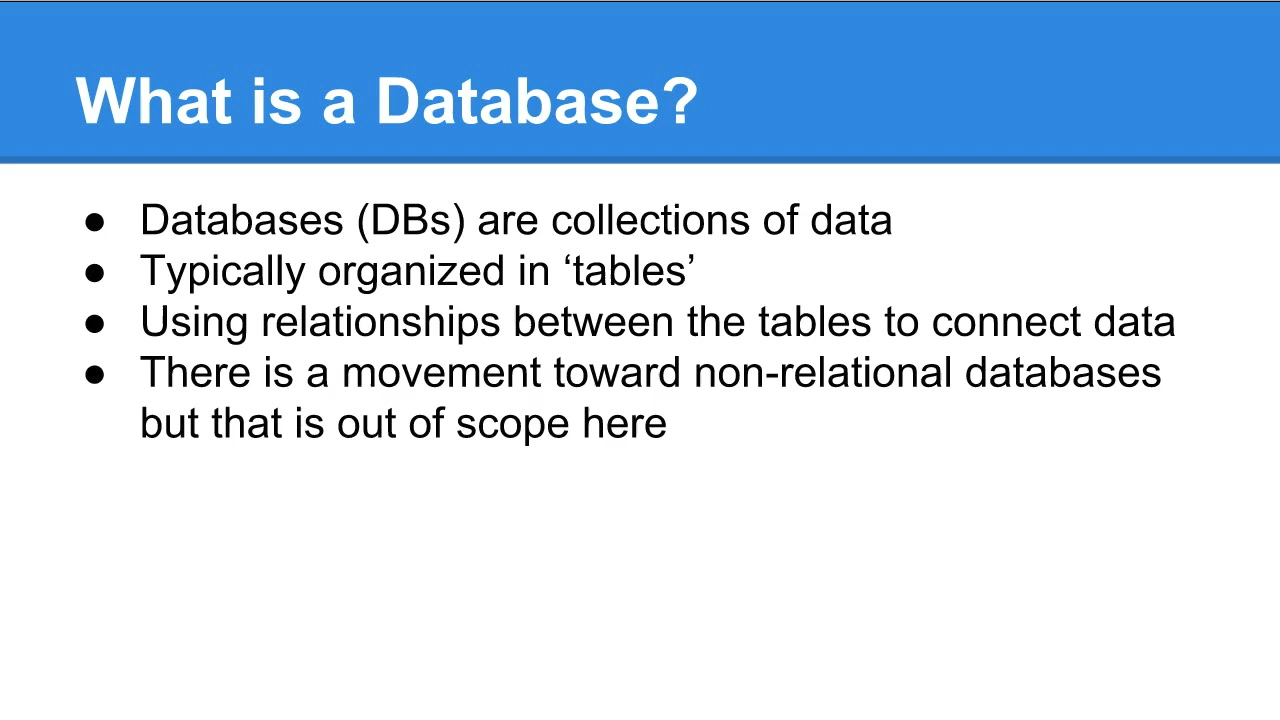 What is a Database?
● Databases (DBs) are collections of data
● Typically organized in ‘tables’
● Using relationships between the tables to connect data
● There is a movement toward non-relational databases
but that is out of scope here